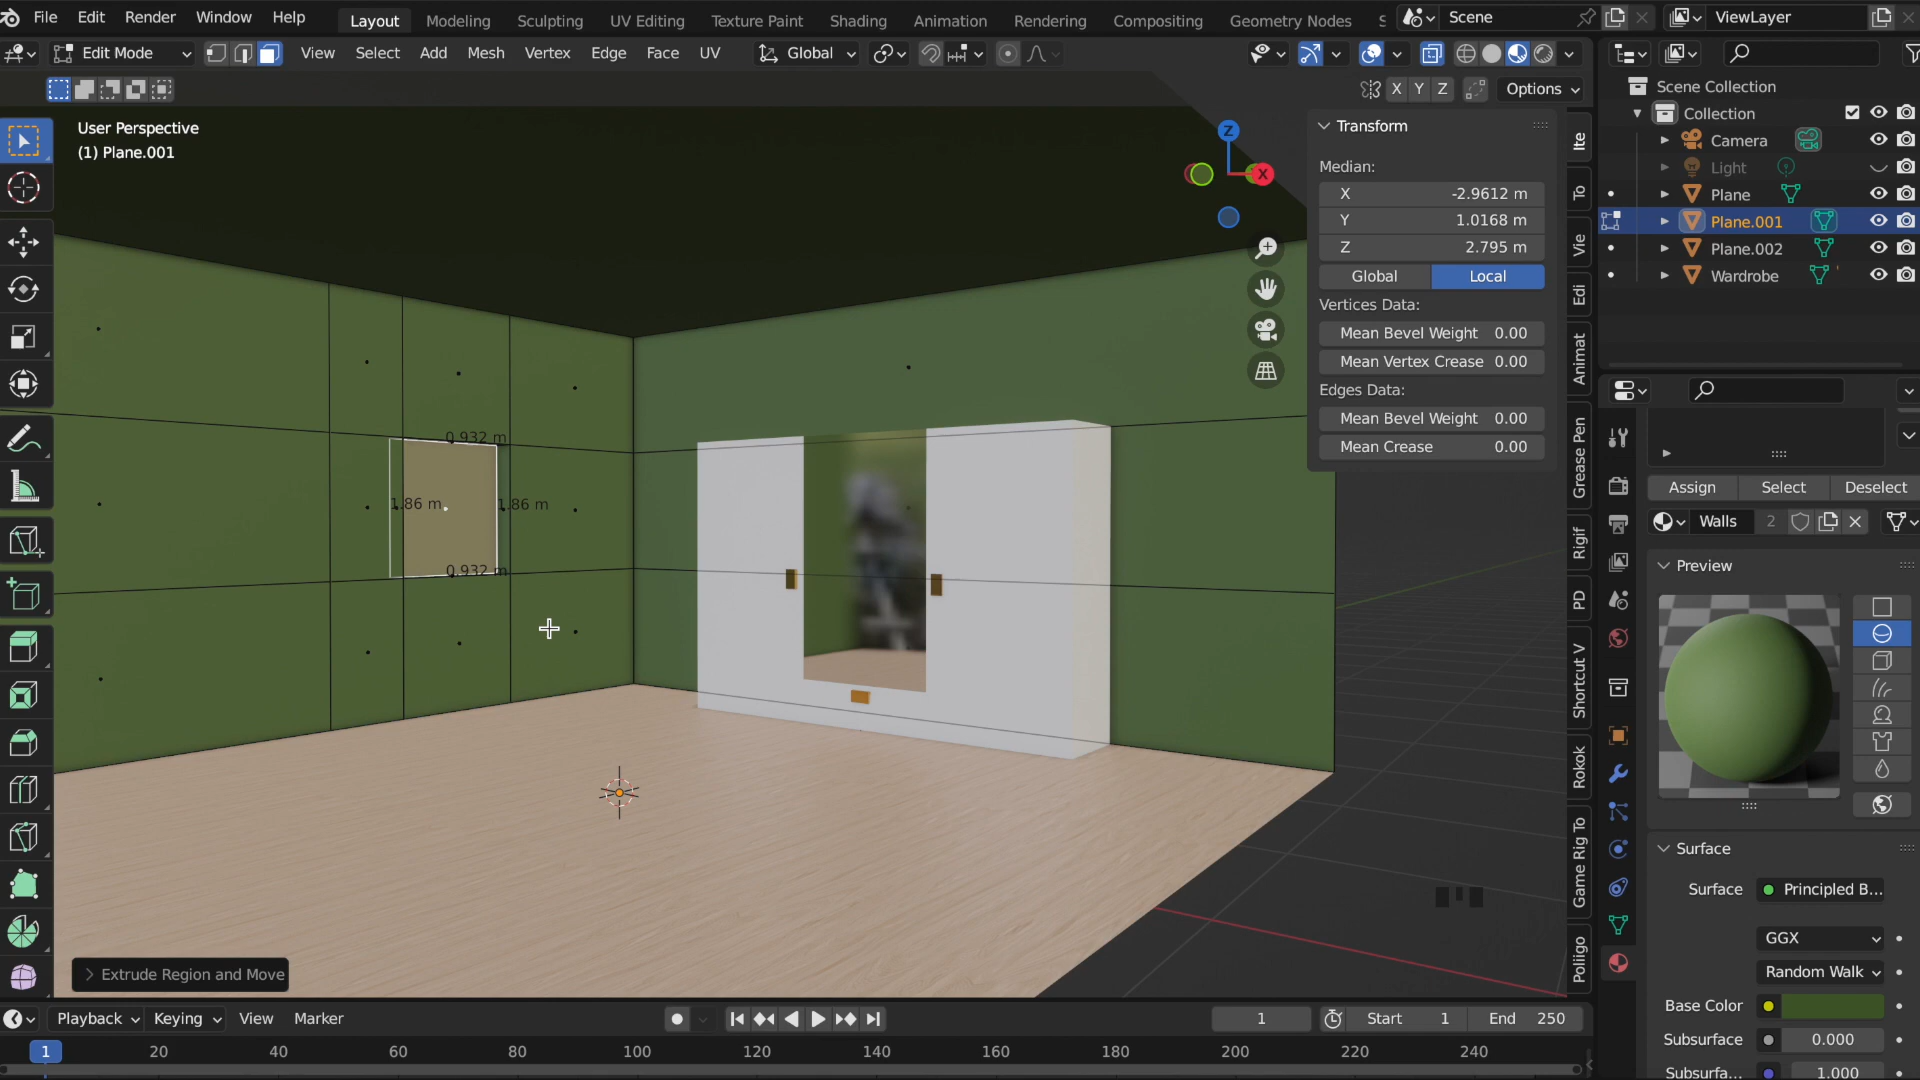 File Edit Render Window Help Layout Modeling Sculpting UV Editing Texture Paint Shading Animation Rendering Compositing Geometry Nodes S Scene ViewLayer
Edit Mode View Select Add Mesh Vertex Edge Face UV Global
X Y Z Options
User Perspective
(1) Plane.001
Z
X
0.932 m
1.86 m
1.86 m
0.932 m
Extrude Region and Move
Transform
Median:
X -2.9612 m
Y 1.0168 m
Z 2.795 m
Global Local
Vertices Data:
Mean Bevel Weight 0.00
Mean Vertex Crease 0.00
Edges Data:
Mean Bevel Weight 0.00
Mean Crease 0.00
Ite
To
Vie
Edi
Animat
Grease Pen
Rigif
PD
Shortcut V
Rokok
Game Rig To
Poliigo
Scene Collection
Collection
Camera
Light
Plane
Plane.001
Plane.002
Wardrobe
Assign Select Deselect
Walls 2
Preview
Surface
Surface Principled B...
GGX
Random Walk
Base Color
Subsurface 0.000
Subsurfa... 1.000
Playback Keying View Marker 1 Start 1 End 250
1 20 40 60 80 100 120 140 160 180 200 220 240